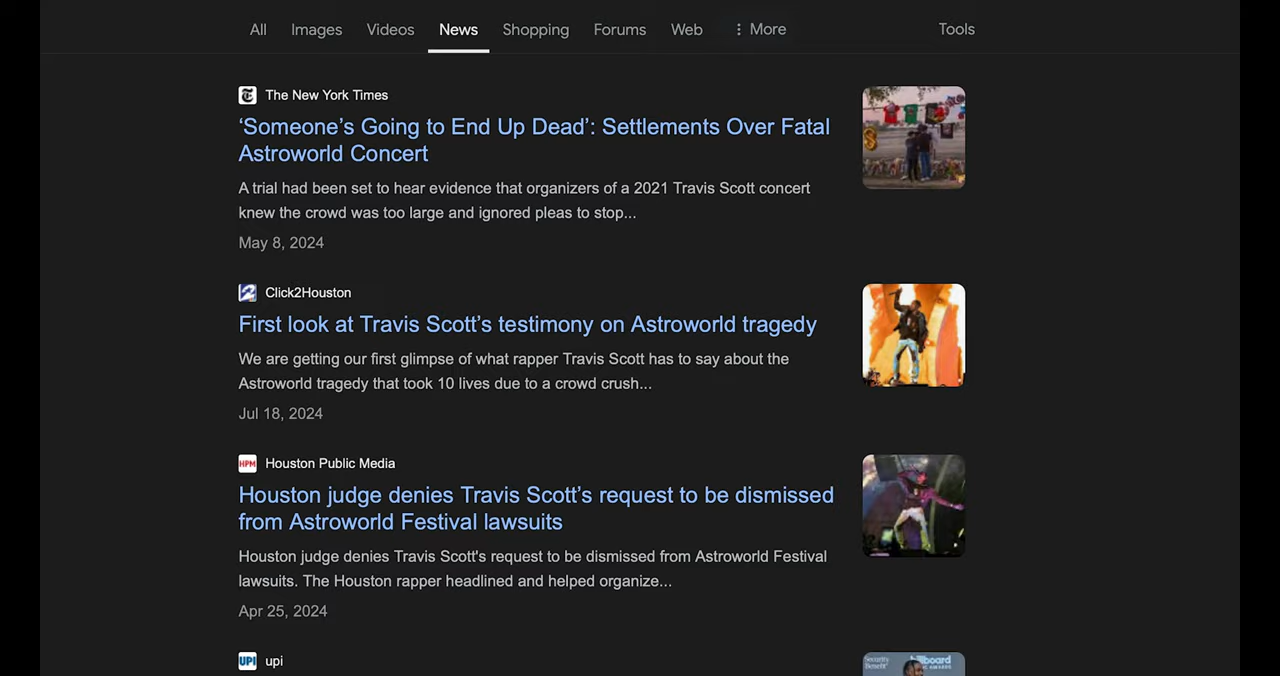 All Images Videos News Shopping Forums Web More Tools
The New York Times
‘Someone’s Going to End Up Dead’: Settlements Over Fatal
Astroworld Concert
A trial had been set to hear evidence that organizers of a 2021 Travis Scott concert
knew the crowd was too large and ignored pleas to stop...
May 8, 2024
2 Click2Houston
First look at Travis Scott’s testimony on Astroworld tragedy
We are getting our first glimpse of what rapper Travis Scott has to say about the
Astroworld tragedy that took 10 lives due to a crowd crush...
Jul 18, 2024
HPM Houston Public Media
Houston judge denies Travis Scott’s request to be dismissed
from Astroworld Festival lawsuits
Houston judge denies Travis Scott's request to be dismissed from Astroworld Festival
lawsuits. The Houston rapper headlined and helped organize...
Apr 25, 2024
UPI upi
Security
Benefit
billboard